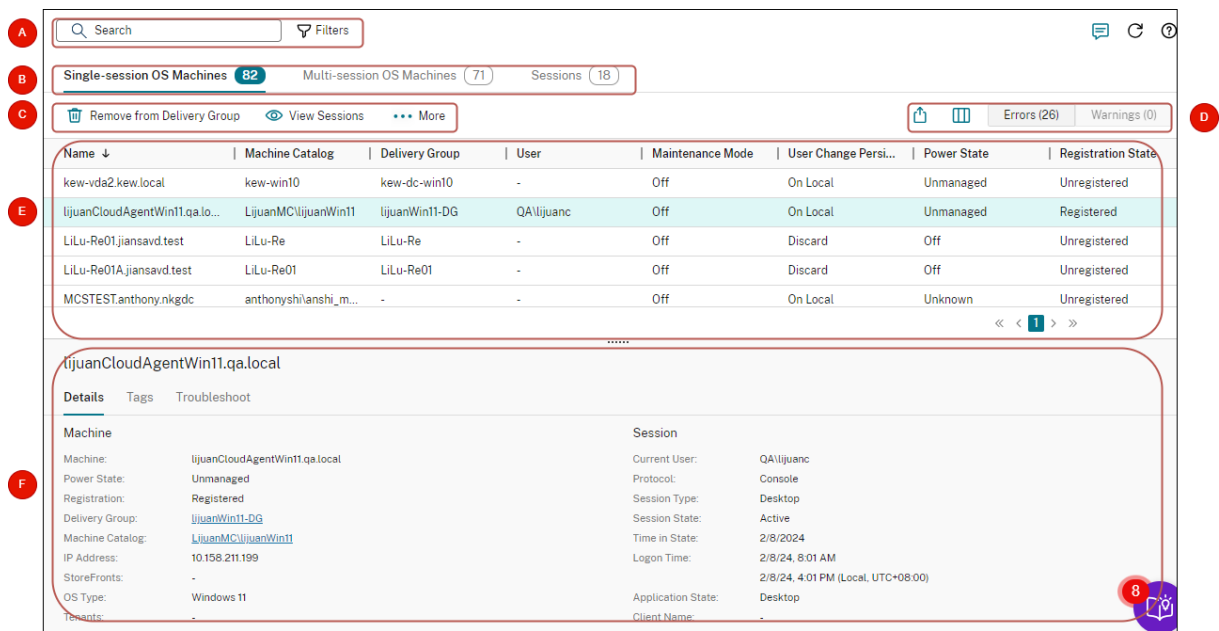 A
Search
Filters
B
Single-session OS Machines 82
Multi-session OS Machines 71
Sessions 18
C
Remove from Delivery Group
View Sessions
••• More
Errors (26)
Warnings (0)
D
Name ↓ Machine Catalog Delivery Group User Maintenance Mode User Change Persi... Power State Registration State
kew-vda2.kew.local kew-win10 kew-dc-win10 - Off On Local Unmanaged Unregistered
E
lijuanCloudAgentWin11.qa.lo... LijuanMC\lijuanWin11 lijuanWin11-DG QA\lijuanc Off On Local Unmanaged Registered
LiLu-Re01.jiansavd.test LiLu-Re LiLu-Re - Off Discard Off Unregistered
LiLu-Re01A.jiansavd.test LiLu-Re01 LiLu-Re01 - Off Discard Off Unregistered
MCSTEST.anthony.nkgdc anthonyshi\anshi_m... - - Off On Local Unknown Unregistered
« < 1 > »
lijuanCloudAgentWin11.qa.local
Details Tags Troubleshoot
F
Machine
Machine: lijuanCloudAgentWin11.qa.local
Power State: Unmanaged
Registration: Registered
Delivery Group: lijuanWin11-DG
Machine Catalog: LijuanMC\lijuanWin11
IP Address: 10.158.211.199
StoreFronts: -
OS Type: Windows 11
Tenants: -
Session
Current User: QA\lijuanc
Protocol: Console
Session Type: Desktop
Session State: Active
Time in State: 2/8/2024
Logon Time: 2/8/24, 8:01 AM
2/8/24, 4:01 PM (Local, UTC+08:00)
Application State: Desktop
Client Name: -
8